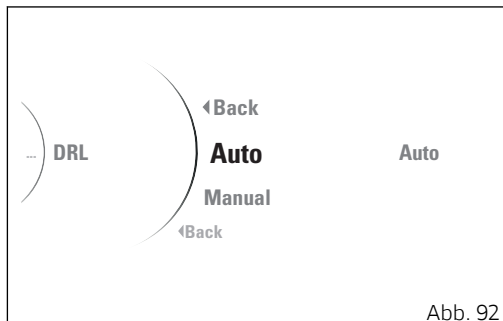 ◀Back
--- DRL Auto Auto
Manual
◀Back
Abb. 92